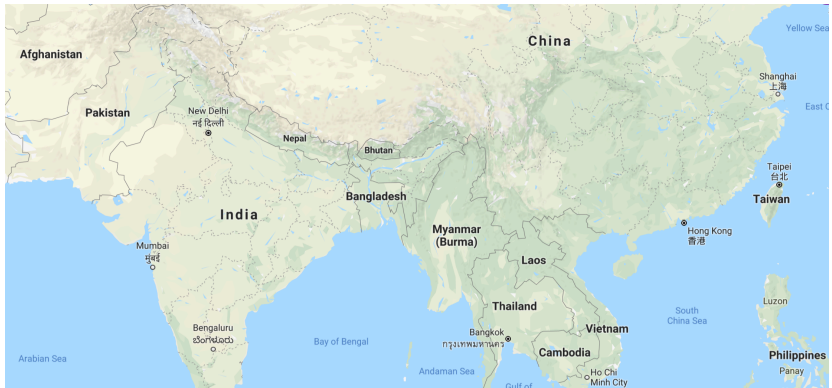 China
Yellow Sea
Afghanistan
Shanghai
上海
Pakistan
New Delhi
नई दिल्ली
East C
Nepal
Bhutan
Taipei
台北
Bangladesh
Taiwan
India
Myanmar
(Burma)
Hong Kong
香港
Mumbai
मुंबई
Laos
Thailand
Luzon
South
China Sea
Bengaluru
ಬೆಂಗಳೂರು
Bangkok
กรุงเทพมหานคร
Vietnam
Bay of Bengal
Cambodia
Philippines
Arabian Sea
Andaman Sea
Ho Chi
Minh City
Panay
Gulf of